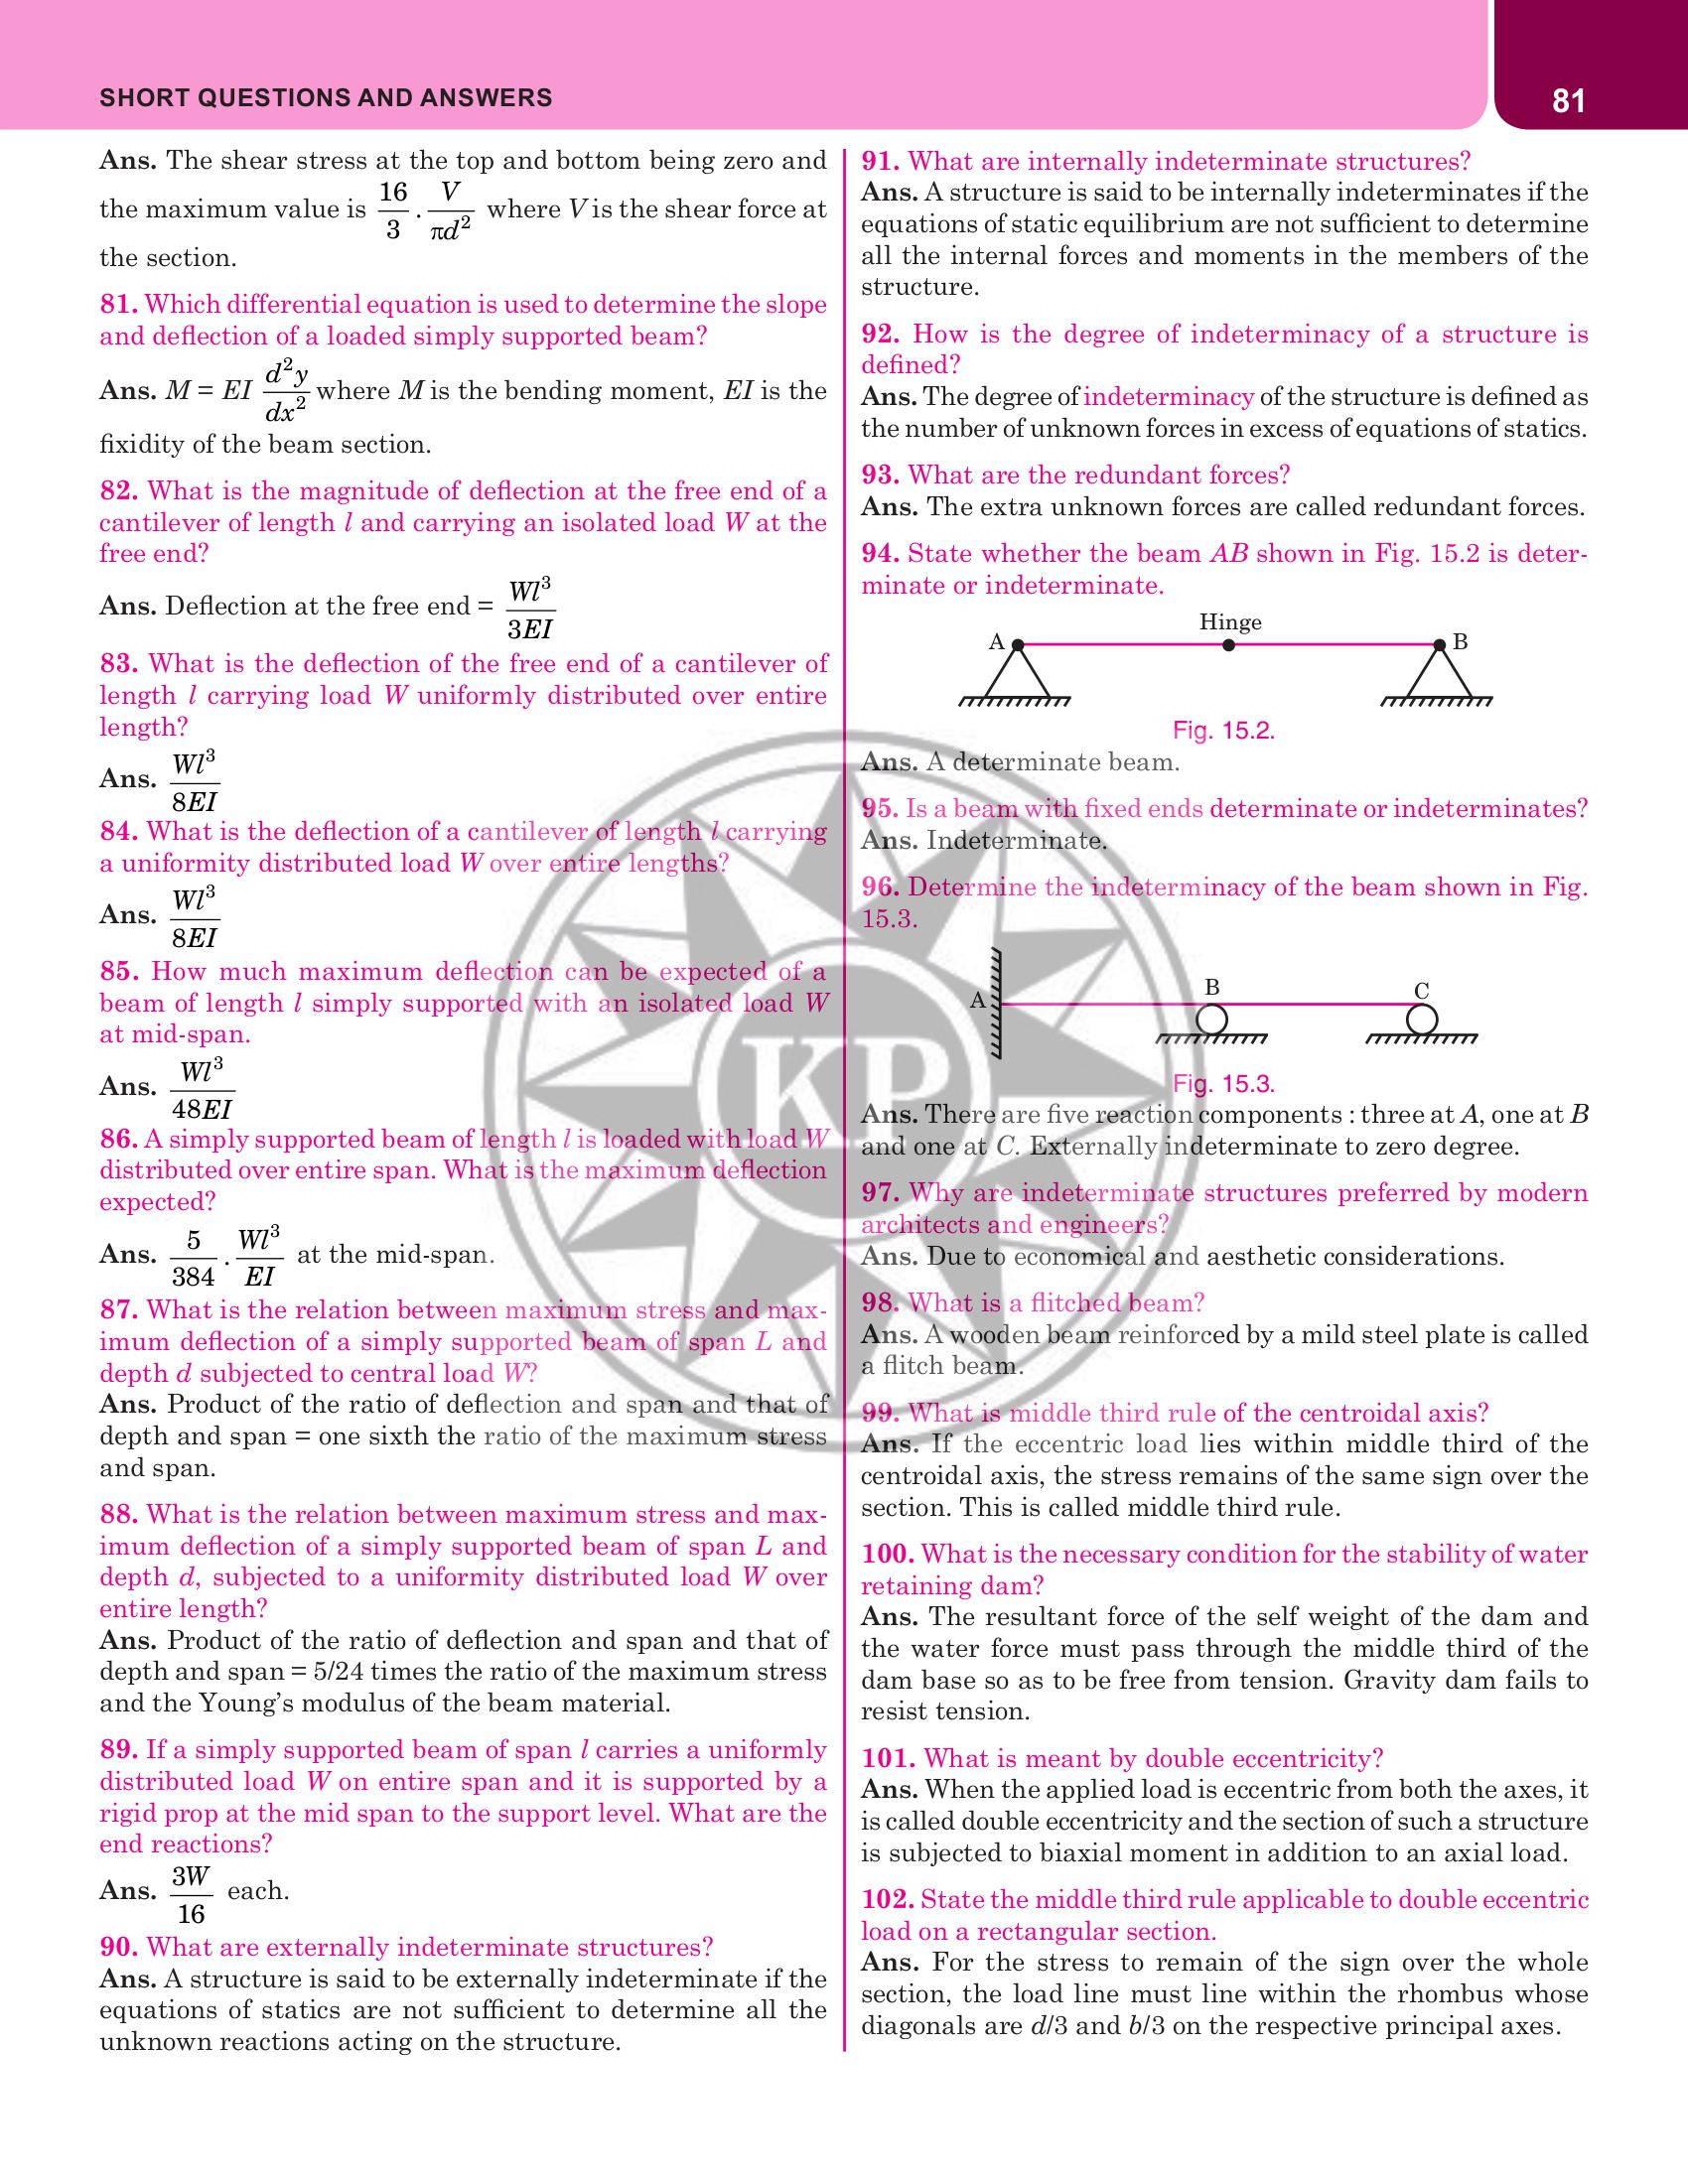 SHORT QUESTIONS AND ANSWERS
81
Ans. The shear stress at the top and bottom being zero and
the maximum value is 16/3 . V/πd² where V is the shear force at
the section.
81. Which differential equation is used to determine the slope
and deflection of a loaded simply supported beam?
Ans. M = EI d²y/dx² where M is the bending moment, EI is the
fixidity of the beam section.
82. What is the magnitude of deflection at the free end of a
cantilever of length l and carrying an isolated load W at the
free end?
Ans. Deflection at the free end = Wl³/3EI
83. What is the deflection of the free end of a cantilever of
length l carrying load W uniformly distributed over entire
length?
Ans. Wl³/8EI
84. What is the deflection of a cantilever of length l carrying
a uniformity distributed load W over entire lengths?
Ans. Wl³/8EI
85. How much maximum deflection can be expected of a
beam of length l simply supported with an isolated load W
at mid-span.
Ans. Wl³/48EI
86. A simply supported beam of length l is loaded with load W
distributed over entire span. What is the maximum deflection
expected?
Ans. 5/384 . Wl³/EI at the mid-span.
87. What is the relation between maximum stress and max-
imum deflection of a simply supported beam of span L and
depth d subjected to central load W?
Ans. Product of the ratio of deflection and span and that of
depth and span = one sixth the ratio of the maximum stress
and span.
88. What is the relation between maximum stress and max-
imum deflection of a simply supported beam of span L and
depth d, subjected to a uniformity distributed load W over
entire length?
Ans. Product of the ratio of deflection and span and that of
depth and span = 5/24 times the ratio of the maximum stress
and the Young’s modulus of the beam material.
89. If a simply supported beam of span l carries a uniformly
distributed load W on entire span and it is supported by a
rigid prop at the mid span to the support level. What are the
end reactions?
Ans. 3W/16 each.
90. What are externally indeterminate structures?
Ans. A structure is said to be externally indeterminate if the
equations of statics are not sufficient to determine all the
unknown reactions acting on the structure.
91. What are internally indeterminate structures?
Ans. A structure is said to be internally indeterminates if the
equations of static equilibrium are not sufficient to determine
all the internal forces and moments in the members of the
structure.
92. How is the degree of indeterminacy of a structure is
defined?
Ans. The degree of indeterminacy of the structure is defined as
the number of unknown forces in excess of equations of statics.
93. What are the redundant forces?
Ans. The extra unknown forces are called redundant forces.
94. State whether the beam AB shown in Fig. 15.2 is deter-
minate or indeterminate.
Hinge
A B
Fig. 15.2.
Ans. A determinate beam.
95. Is a beam with fixed ends determinate or indeterminates?
Ans. Indeterminate.
96. Determine the indeterminacy of the beam shown in Fig.
15.3.
A B C
Fig. 15.3.
Ans. There are five reaction components : three at A, one at B
and one at C. Externally indeterminate to zero degree.
97. Why are indeterminate structures preferred by modern
architects and engineers?
Ans. Due to economical and aesthetic considerations.
98. What is a flitched beam?
Ans. A wooden beam reinforced by a mild steel plate is called
a flitch beam.
99. What is middle third rule of the centroidal axis?
Ans. If the eccentric load lies within middle third of the
centroidal axis, the stress remains of the same sign over the
section. This is called middle third rule.
100. What is the necessary condition for the stability of water
retaining dam?
Ans. The resultant force of the self weight of the dam and
the water force must pass through the middle third of the
dam base so as to be free from tension. Gravity dam fails to
resist tension.
101. What is meant by double eccentricity?
Ans. When the applied load is eccentric from both the axes, it
is called double eccentricity and the section of such a structure
is subjected to biaxial moment in addition to an axial load.
102. State the middle third rule applicable to double eccentric
load on a rectangular section.
Ans. For the stress to remain of the sign over the whole
section, the load line must line within the rhombus whose
diagonals are d/3 and b/3 on the respective principal axes.
KP